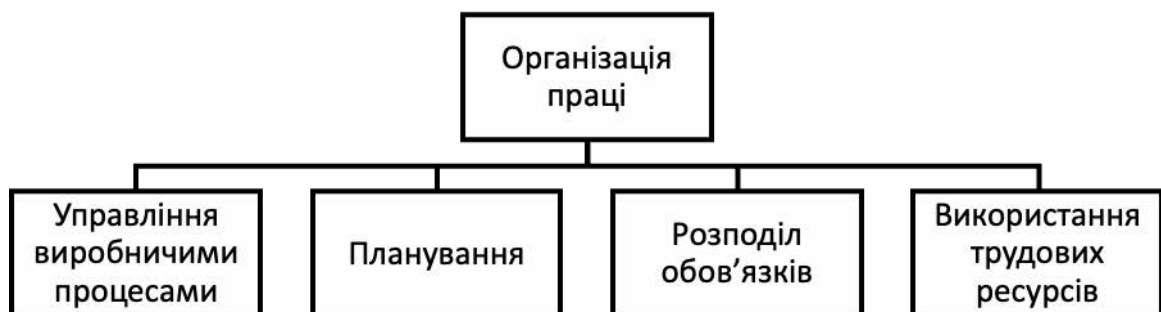 Організація
праці
Управління
виробничими
процесами
Планування
Розподіл
обов’язків
Використання
трудових
ресурсів